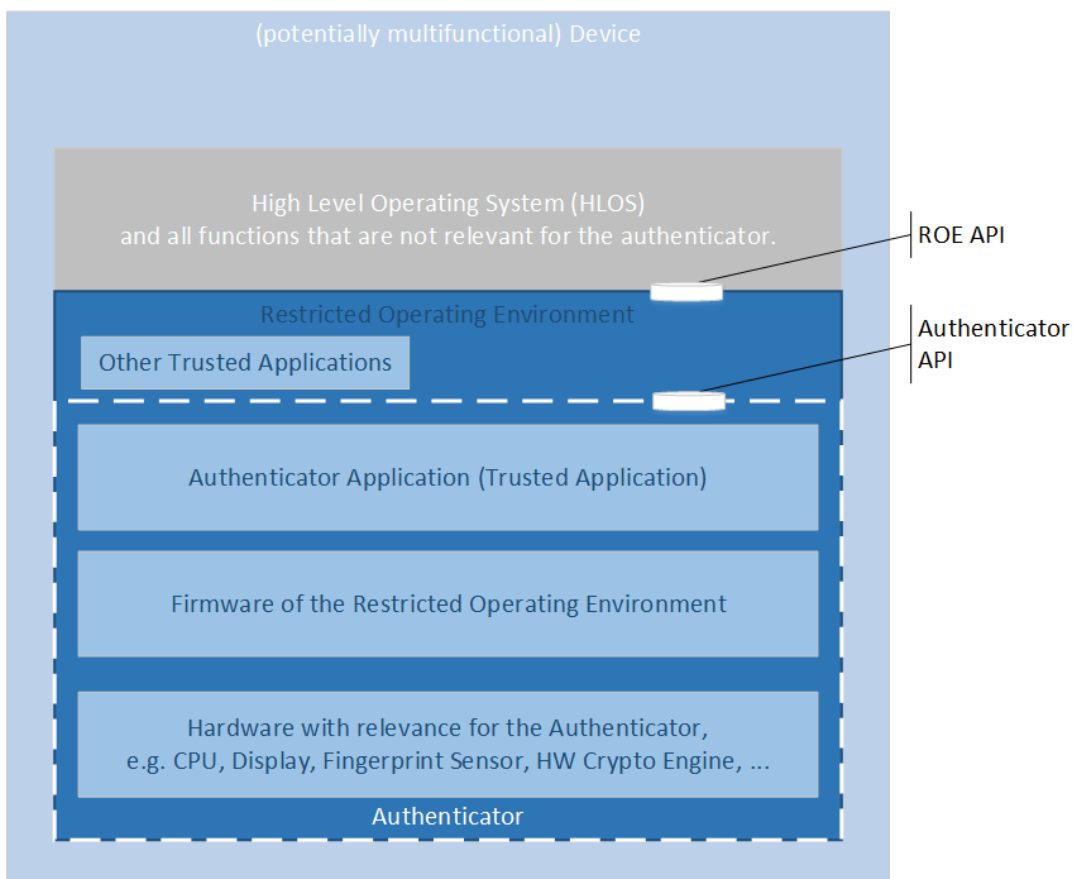 (potentially multifunctional) Device
High Level Operating System (HLOS)
and all functions that are not relevant for the authenticator.
ROE API
Restricted Operating Environment
Authenticator
API
Other Trusted Applications
Authenticator Application (Trusted Application)
Firmware of the Restricted Operating Environment
Hardware with relevance for the Authenticator,
e.g. CPU, Display, Fingerprint Sensor, HW Crypto Engine, ...
Authenticator